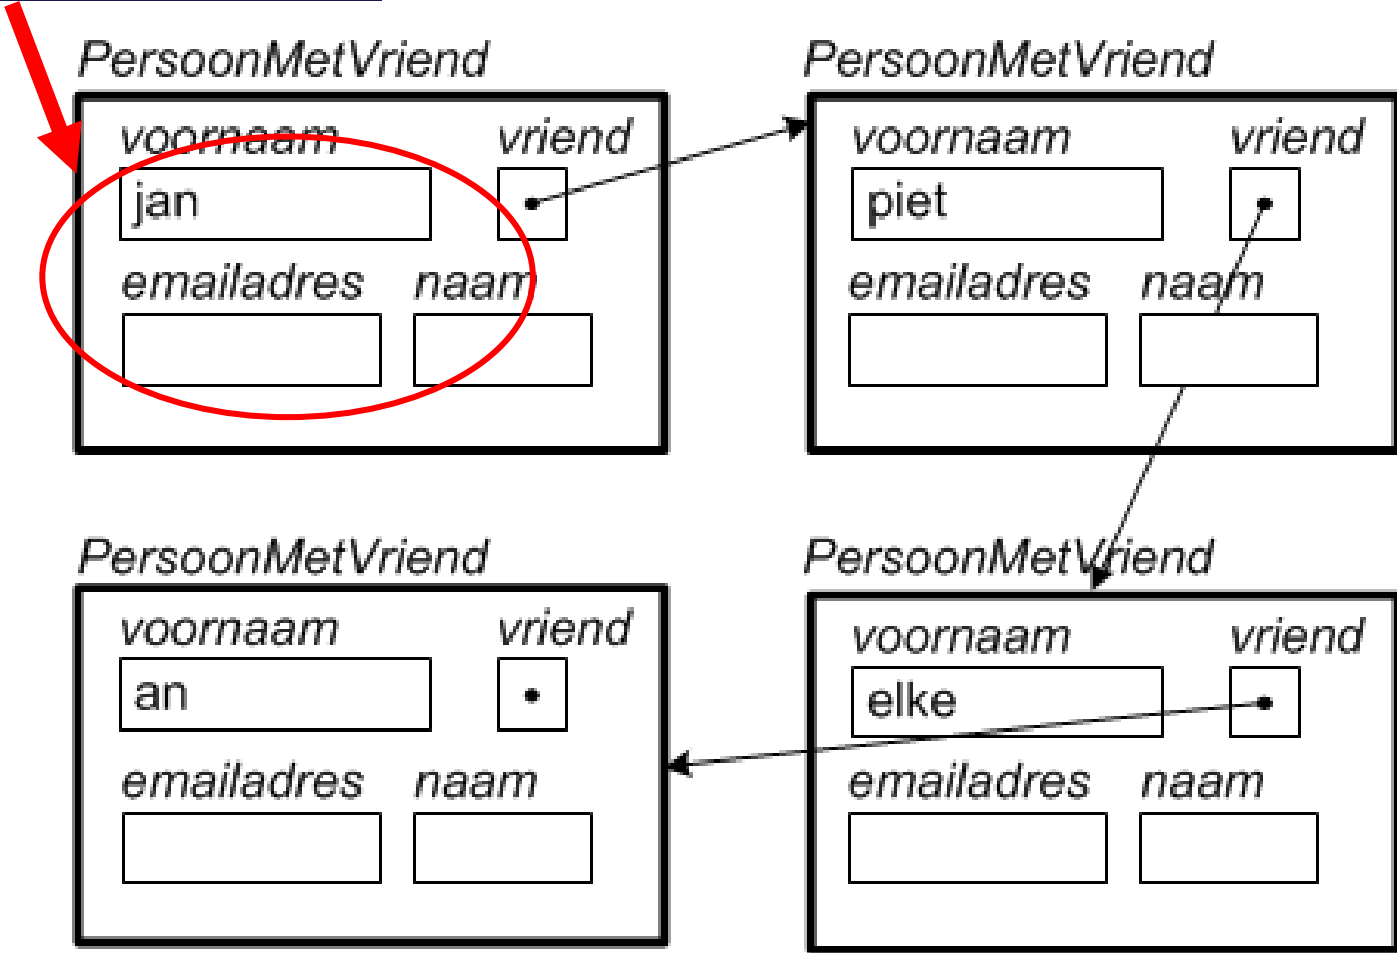 PersoonMetVriend
voornaam vriend
jan
emailadres naam
PersoonMetVriend
voornaam vriend
piet
emailadres naam
PersoonMetVriend
voornaam vriend
an
emailadres naam
PersoonMetVriend
voornaam vriend
elke
emailadres naam